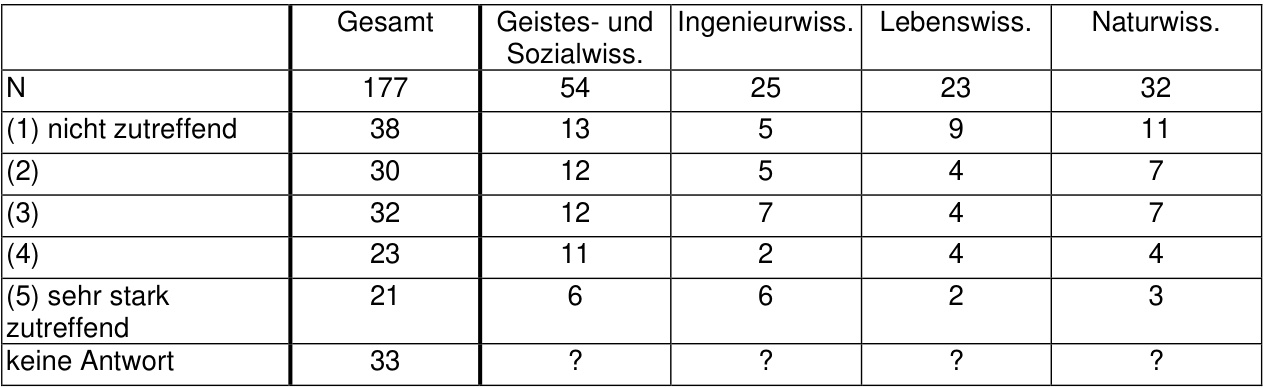 Gesamt Geistes- und Ingenieurwiss. Lebenswiss. Naturwiss.
Sozialwiss.
N 177 54 25 23 32
(1) nicht zutreffend 38 13 5 9 11
(2) 30 12 5 4 7
(3) 32 12 7 4 7
(4) 23 11 2 4 4
(5) sehr stark 21 6 6 2 3
zutreffend
keine Antwort 33 ? ? ? ?